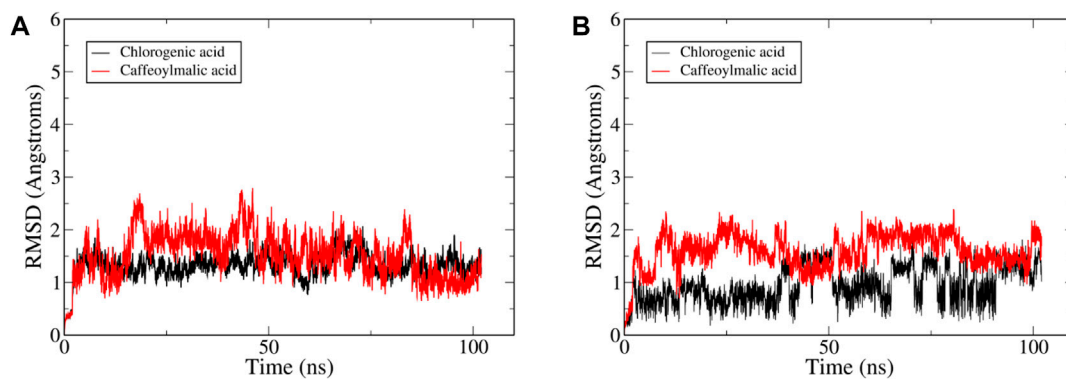 A
6
5
4
3
2
1
0
RMSD (Angstroms)
Chlorogenic acid
Caffeoylmalic acid
0
50
100
Time (ns)
B
6
5
4
3
2
1
0
RMSD (Angstroms)
Chlorogenic acid
Caffeoylmalic acid
0
50
100
Time (ns)